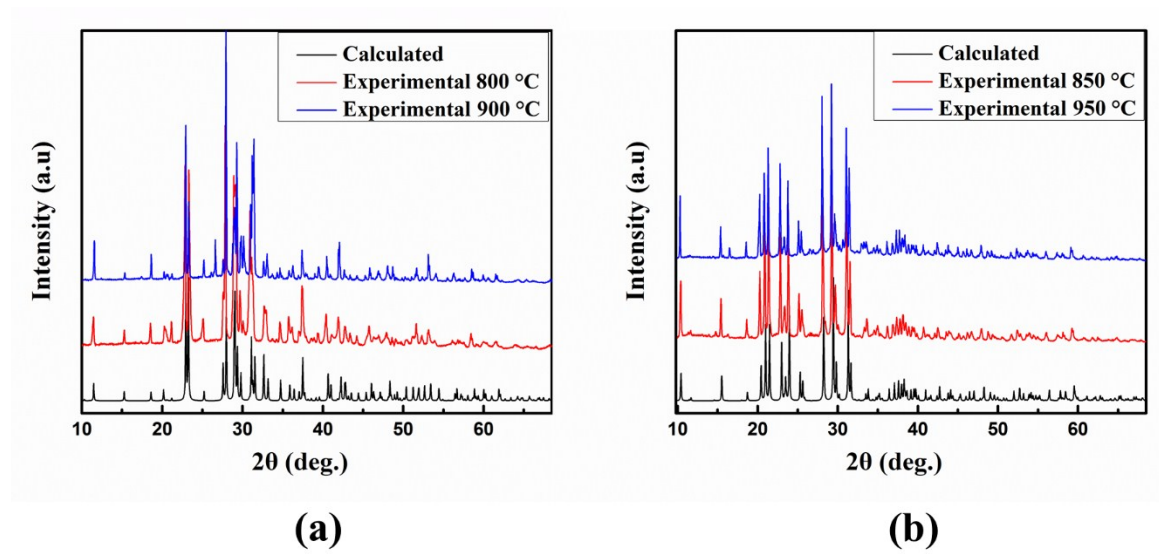 Calculated
Experimental 800 °C
Experimental 900 °C
Intensity (a.u)
10 20 30 40 50 60
2θ (deg.)
(a)
Calculated
Experimental 850 °C
Experimental 950 °C
Intensity (a.u)
10 20 30 40 50 60
2θ (deg.)
(b)